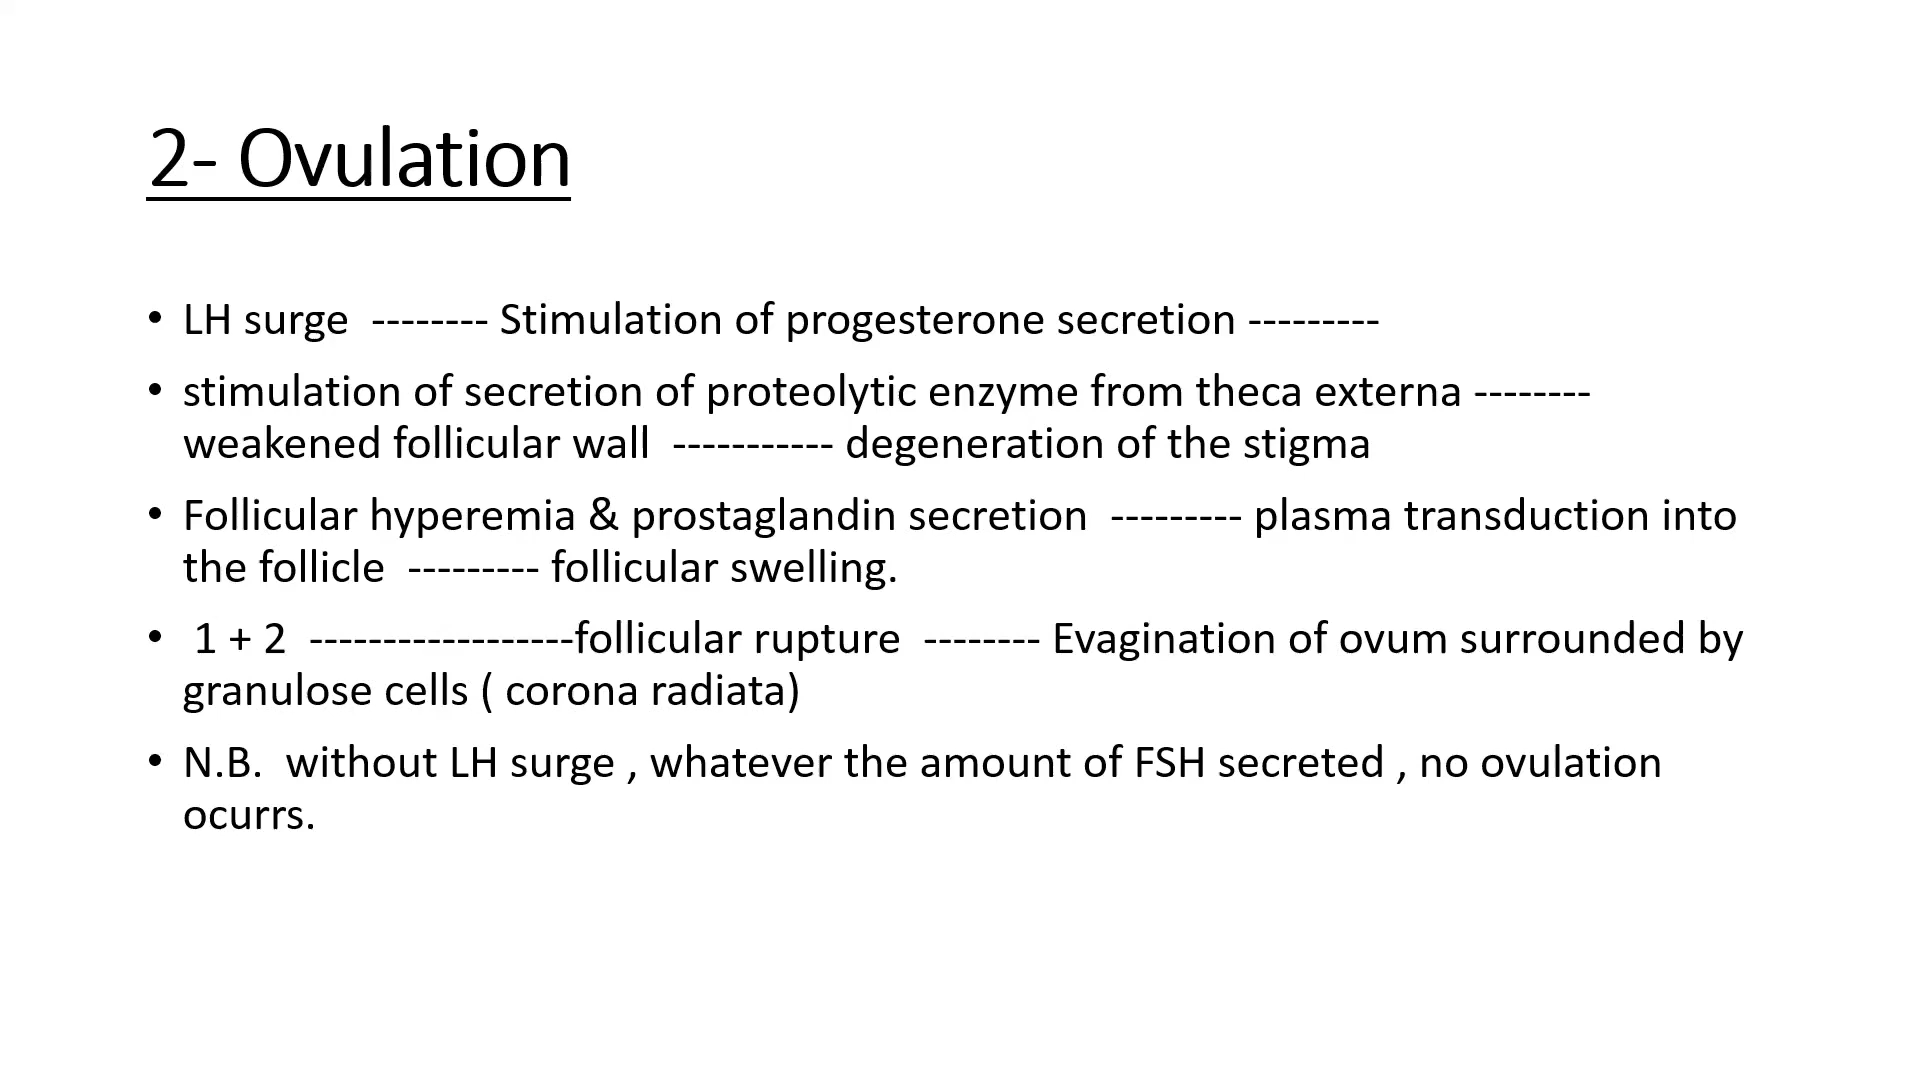 2- Ovulation
• LH surge  -------- Stimulation of progesterone secretion ---------
• stimulation of secretion of proteolytic enzyme from theca externa --------
weakened follicular wall  ----------- degeneration of the stigma
• Follicular hyperemia & prostaglandin secretion  --------- plasma transduction into
the follicle  --------- follicular swelling.
•  1 + 2  ------------------follicular rupture  -------- Evagination of ovum surrounded by
granulose cells ( corona radiata)
• N.B.  without LH surge , whatever the amount of FSH secreted , no ovulation
ocurrs.